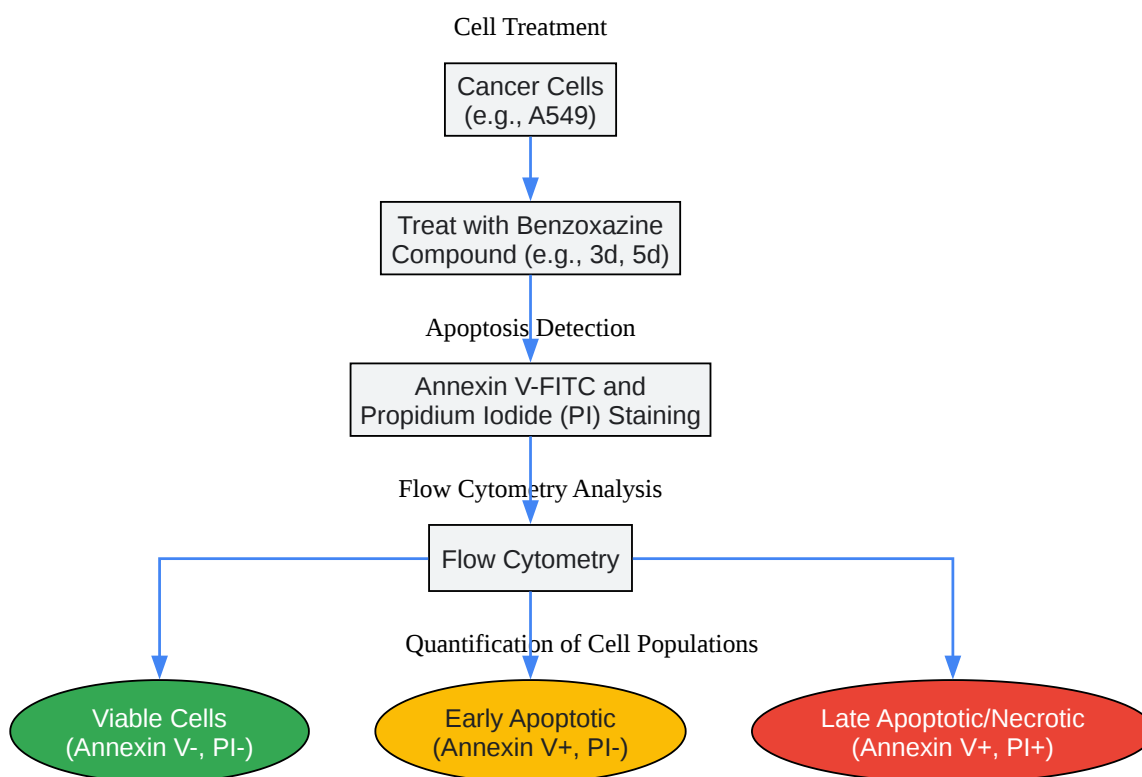 Cell Treatment
Cancer Cells
(e.g., A549)
Treat with Benzoxazine
Compound (e.g., 3d, 5d)
Apoptosis Detection
Annexin V-FITC and
Propidium Iodide (PI) Staining
Flow Cytometry Analysis
Flow Cytometry
Quantification of Cell Populations
Viable Cells
(Annexin V-, PI-)
Early Apoptotic
(Annexin V+, PI-)
Late Apoptotic/Necrotic
(Annexin V+, PI+)